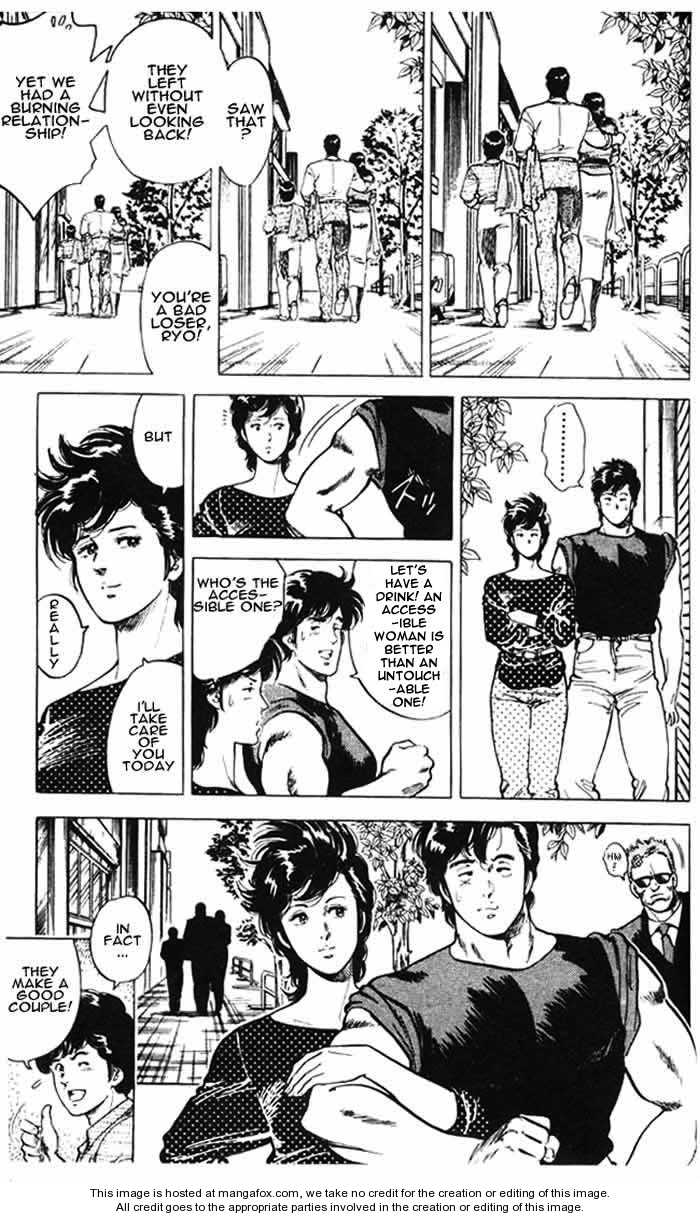 SAW
THAT
?
THEY
LEFT
WITHOUT
EVEN
LOOKING
BACK!
YET WE
HAD A
BURNING
RELATION-
SHIP!
YOU'RE
A BAD
LOSER,
RYO!
.......
ズッ
LET'S
HAVE A
DRINK! AN
ACCESS
-IBLE
WOMAN IS
BETTER
THAN AN
UNTOUCH
-ABLE
ONE!
WHO'S THE
ACCES-
SIBLE ONE?
BUT
REALLY
I'LL
TAKE
CARE OF
YOU
TODAY
HM
?
IN
FACT
...
THEY
MAKE A
GOOD
COUPLE!
This image is hosted at mangafox.com, we take no credit for the creation or editing of this image.
All credit goes to the appropriate parties involved in the creation or editing of this image.